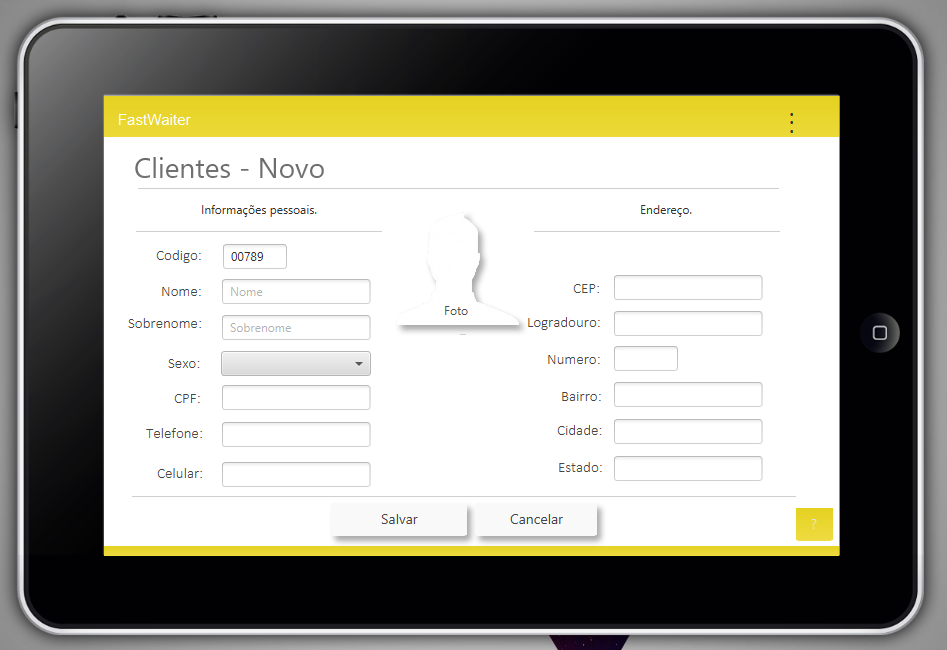 FastWaiter
Clientes - Novo
Informações pessoais.
Codigo: 00789
Nome: Nome
Sobrenome: Sobrenome
Sexo:
CPF:
Telefone:
Celular:
Foto
Endereço.
CEP:
Logradouro:
Numero:
Bairro:
Cidade:
Estado:
Salvar
Cancelar
?